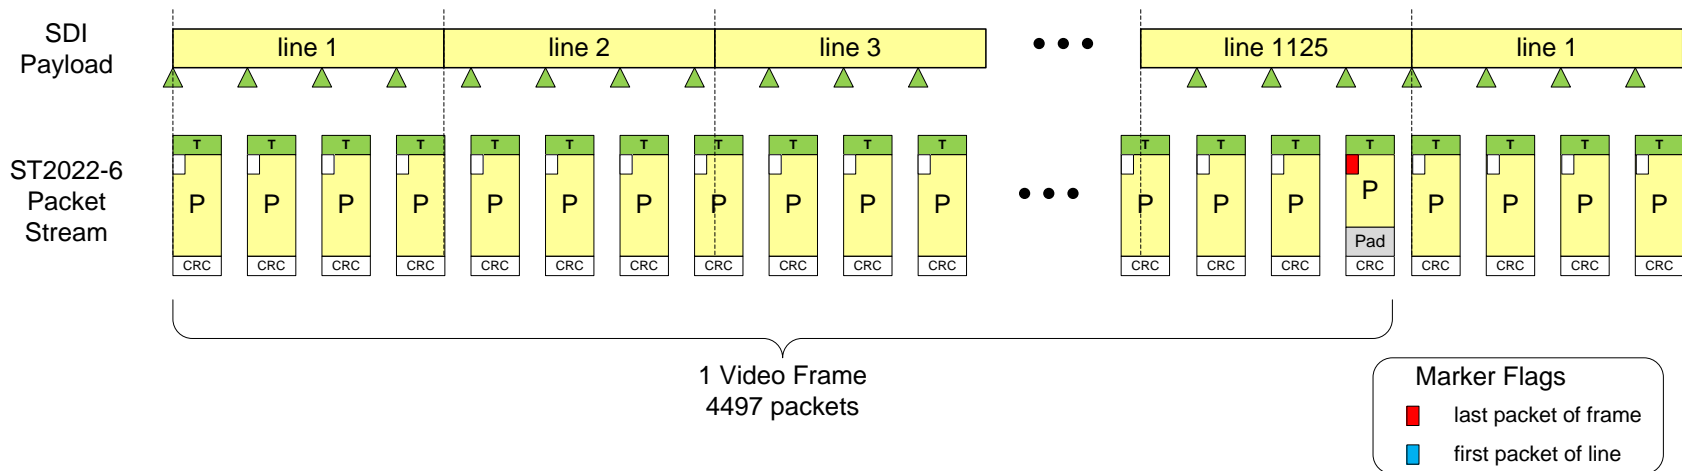 SDI
Payload
line 1
line 2
line 3
line 1125
line 1
ST2022-6
Packet
Stream
T T T T T T T T T T T T T T T T T T T
P P P P P P P P P P P P P P P P P P P
Pad
CRC CRC CRC CRC CRC CRC CRC CRC CRC CRC CRC CRC CRC CRC CRC CRC CRC CRC CRC
1 Video Frame
4497 packets
Marker Flags
last packet of frame
first packet of line